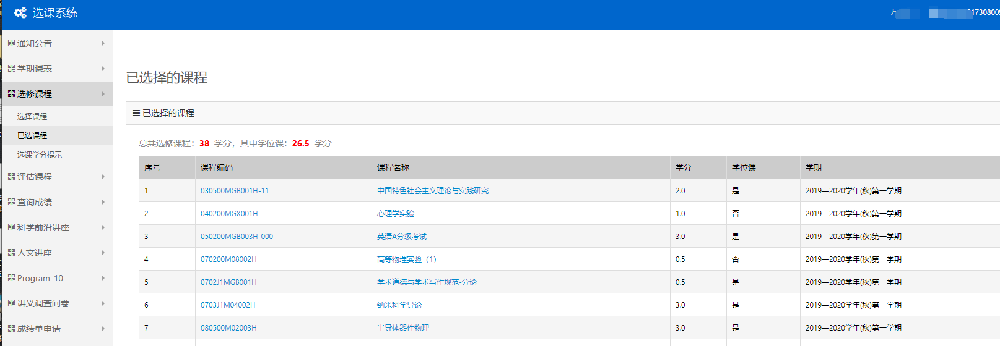 选课系统
万
1730809
通知公告
学期课表
选修课程
选择课程
已选课程
选课学分提示
评估课程
查询成绩
科学前沿讲座
人文讲座
Program-10
讲义调查问卷
成绩单申请
已选择的课程
已选择的课程
总共选修课程：38 学分，其中学位课：26.5 学分
序号 课程编码 课程名称 学分 学位课 学期
1 030500MGB001H-11 中国特色社会主义理论与实践研究 2.0 是 2019—2020学年(秋)第一学期
2 040200MGX001H 心理学实验 1.0 否 2019—2020学年(秋)第一学期
3 050200MGB003H-000 英语A分级考试 3.0 是 2019—2020学年(秋)第一学期
4 070200M08002H 高等物理实验（1） 0.5 否 2019—2020学年(秋)第一学期
5 0702J1MGB001H 学术道德与学术写作规范-分论 0.5 是 2019—2020学年(秋)第一学期
6 0703J1M04002H 纳米科学导论 3.0 是 2019—2020学年(秋)第一学期
7 080500M02003H 半导体器件物理 3.0 是 2019—2020学年(秋)第一学期